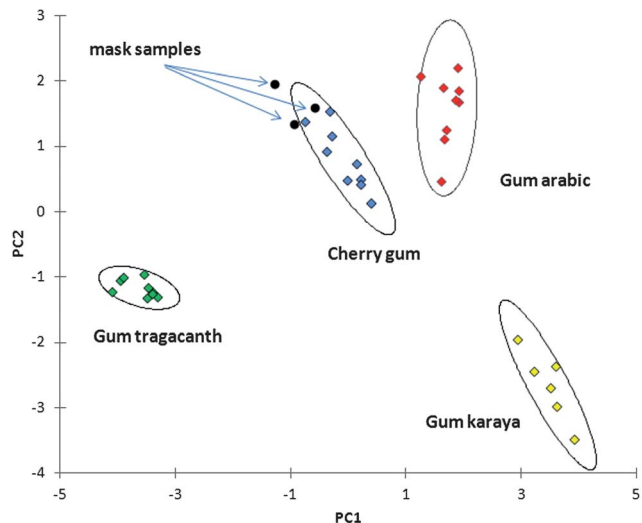 3
mask samples
2
1
Gum arabic
0
Cherry gum
PC2
-1
Gum tragacanth
-2
-3
Gum karaya
-4
-5 -3 -1 1 3 5
PC1